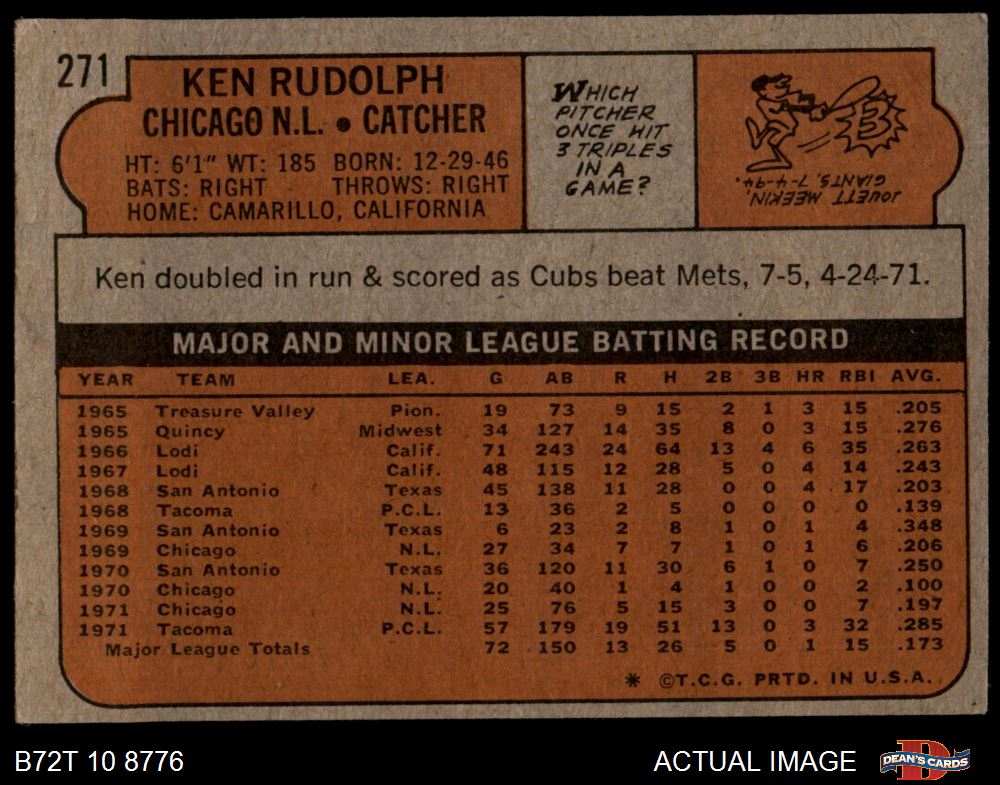 271
KEN RUDOLPH
CHICAGO N.L. • CATCHER
HT: 6'1" WT: 185 BORN: 12-29-46
BATS: RIGHT THROWS: RIGHT
HOME: CAMARILLO, CALIFORNIA
WHICH
PITCHER
ONCE HIT
3 TRIPLES
IN A
GAME?
3
JOUETT MEEKIN,
GIANTS, 7-4-94.
Ken doubled in run & scored as Cubs beat Mets, 7-5, 4-24-71.
MAJOR AND MINOR LEAGUE BATTING RECORD
YEAR TEAM LEA. G AB R H 2B 3B HR RBI AVG.
1965 Treasure Valley Pion. 19 73 9 15 2 1 3 15 .205
1965 Quincy Midwest 34 127 14 35 8 0 3 15 .276
1966 Lodi Calif. 71 243 24 64 13 4 6 35 .263
1967 Lodi Calif. 48 115 12 28 5 0 4 14 .243
1968 San Antonio Texas 45 138 11 28 0 0 4 17 .203
1968 Tacoma P.C.L. 13 36 2 5 0 0 0 0 .139
1969 San Antonio Texas 6 23 2 8 1 0 1 4 .348
1969 Chicago N.L. 27 34 7 7 1 0 1 6 .206
1970 San Antonio Texas 36 120 11 30 6 1 0 7 .250
1970 Chicago N.L. 20 40 1 4 1 0 0 2 .100
1971 Chicago N.L. 25 76 5 15 3 0 0 7 .197
1971 Tacoma P.C.L. 57 179 19 51 13 0 3 32 .285
Major League Totals 72 150 13 26 5 0 1 15 .173
* ©T.C.G. PRTD. IN U.S.A.
B72T 10 8776
ACTUAL IMAGE
D
DEAN'S CARDS